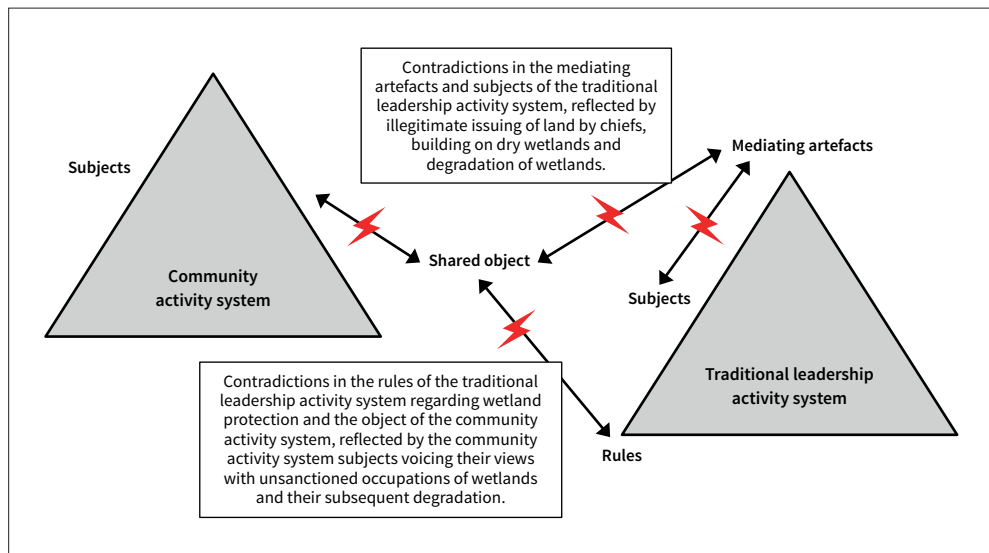 Contradictions in the mediating
artefacts and subjects of the traditional
leadership activity system, reflected by
illegitimate issuing of land by chiefs,
building on dry wetlands and
degradation of wetlands.
Mediating artefacts
Subjects
Shared object
Community
activity system
Subjects
Traditional leadership
activity system
Contradictions in the rules of the traditional
leadership activity system regarding wetland
protection and the object of the community
activity system, reflected by the community
activity system subjects voicing their views
with unsanctioned occupations of wetlands
and their subsequent degradation.
Rules